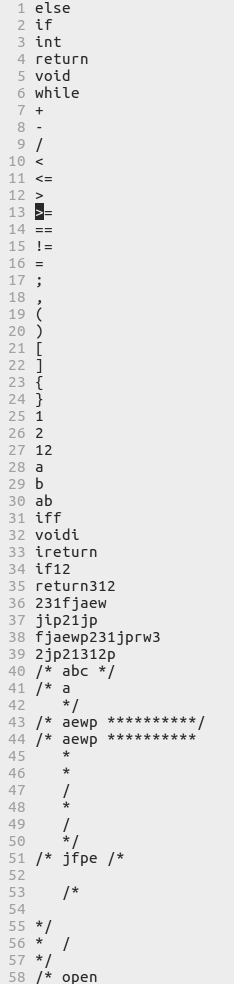 1 else
2 if
3 int
4 return
5 void
6 while
7 +
8 -
9 /
10 <
11 <=
12 >
13 >=
14 ==
15 !=
16 =
17 ;
18 ,
19 (
20 )
21 [
22 ]
23 {
24 }
25 1
26 2
27 12
28 a
29 b
30 ab
31 iff
32 voidi
33 ireturn
34 if12
35 return312
36 231fjaew
37 jip21jp
38 fjaewp231jprw3
39 2jp21312p
40 /* abc */
41 /* a
42    */
43 /* aewp **********/
44 /* aewp **********
45    *
46    *
47    /
48    *
49    /
50    */
51 /* jfpe /*
52
53    /*
54
55 */
56 *  /
57 */
58 /* open